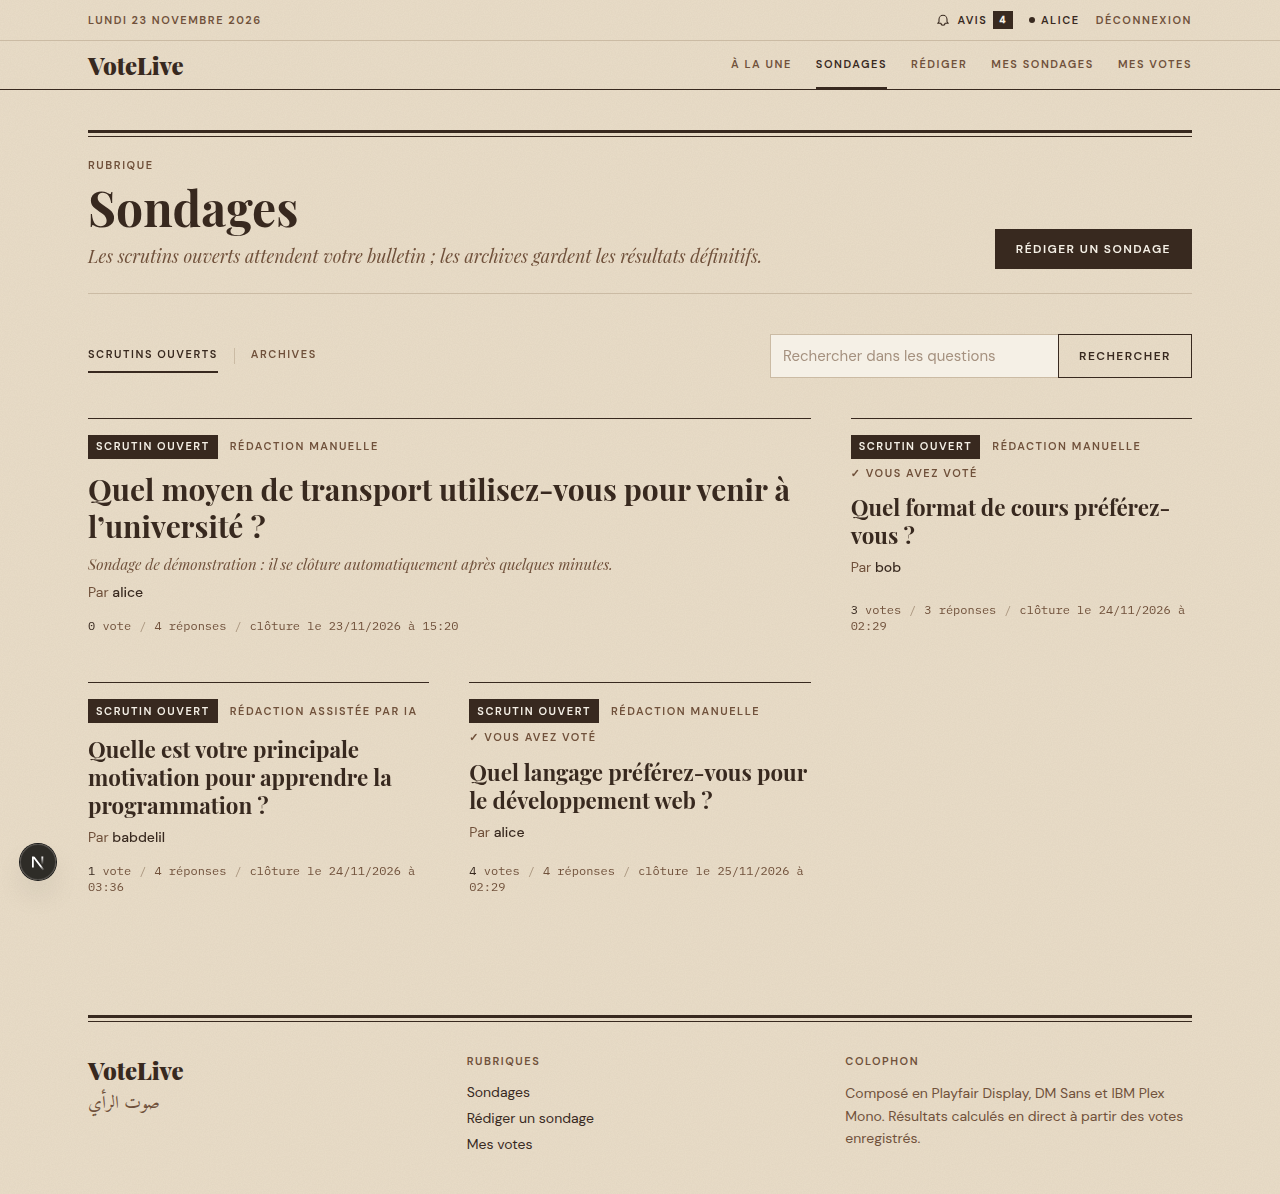 LUNDI 23 NOVEMBRE 2026
AVIS 4 ALICE DÉCONNEXION
VoteLive
À LA UNE SONDAGES RÉDIGER MES SONDAGES MES VOTES
RUBRIQUE
Sondages
Les scrutins ouverts attendent votre bulletin ; les archives gardent les résultats définitifs.
RÉDIGER UN SONDAGE
SCRUTINS OUVERTS ARCHIVES
Rechercher dans les questions RECHERCHER
SCRUTIN OUVERT RÉDACTION MANUELLE
Quel moyen de transport utilisez-vous pour venir à
l’université ?
Sondage de démonstration : il se clôture automatiquement après quelques minutes.
Par alice
0 vote / 4 réponses / clôture le 23/11/2026 à 15:20
SCRUTIN OUVERT RÉDACTION MANUELLE
✓ VOUS AVEZ VOTÉ
Quel format de cours préférez-
vous ?
Par bob
3 votes / 3 réponses / clôture le 24/11/2026 à
02:29
SCRUTIN OUVERT RÉDACTION ASSISTÉE PAR IA
Quelle est votre principale
motivation pour apprendre la
programmation ?
Par babdelil
1 vote / 4 réponses / clôture le 24/11/2026 à
03:36
SCRUTIN OUVERT RÉDACTION MANUELLE
✓ VOUS AVEZ VOTÉ
Quel langage préférez-vous pour
le développement web ?
Par alice
4 votes / 4 réponses / clôture le 25/11/2026 à
02:29
N
VoteLive
صوت الرأي
RUBRIQUES
Sondages
Rédiger un sondage
Mes votes
COLOPHON
Composé en Playfair Display, DM Sans et IBM Plex
Mono. Résultats calculés en direct à partir des votes
enregistrés.